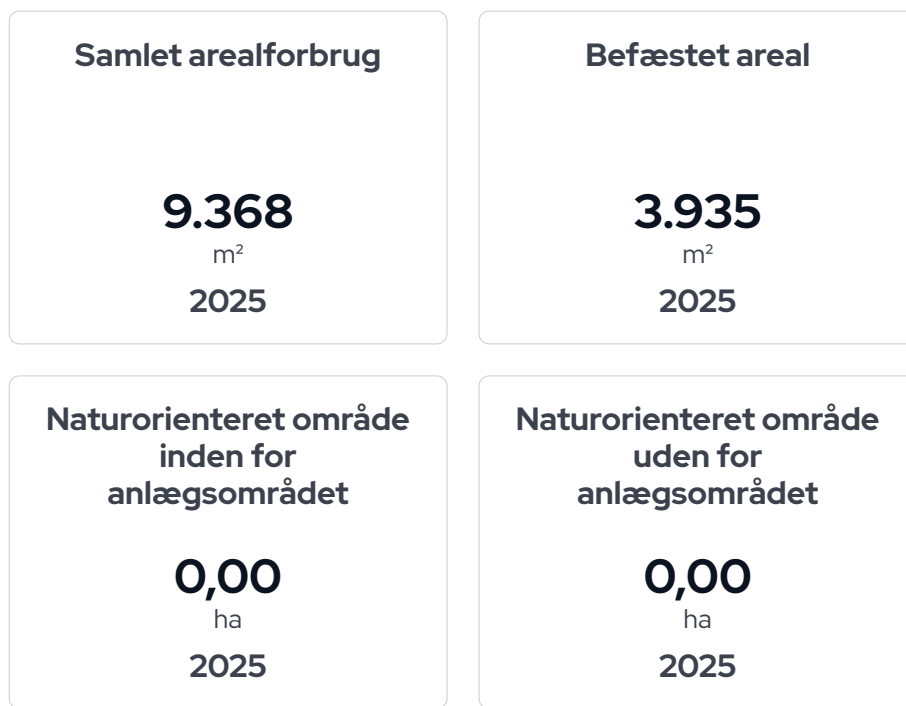 Samlet arealforbrug
9.368
m²
2025
Befæstet areal
3.935
m²
2025
Naturorienteret område
inden for
anlægsområdet
0,00
ha
2025
Naturorienteret område
uden for
anlægsområdet
0,00
ha
2025